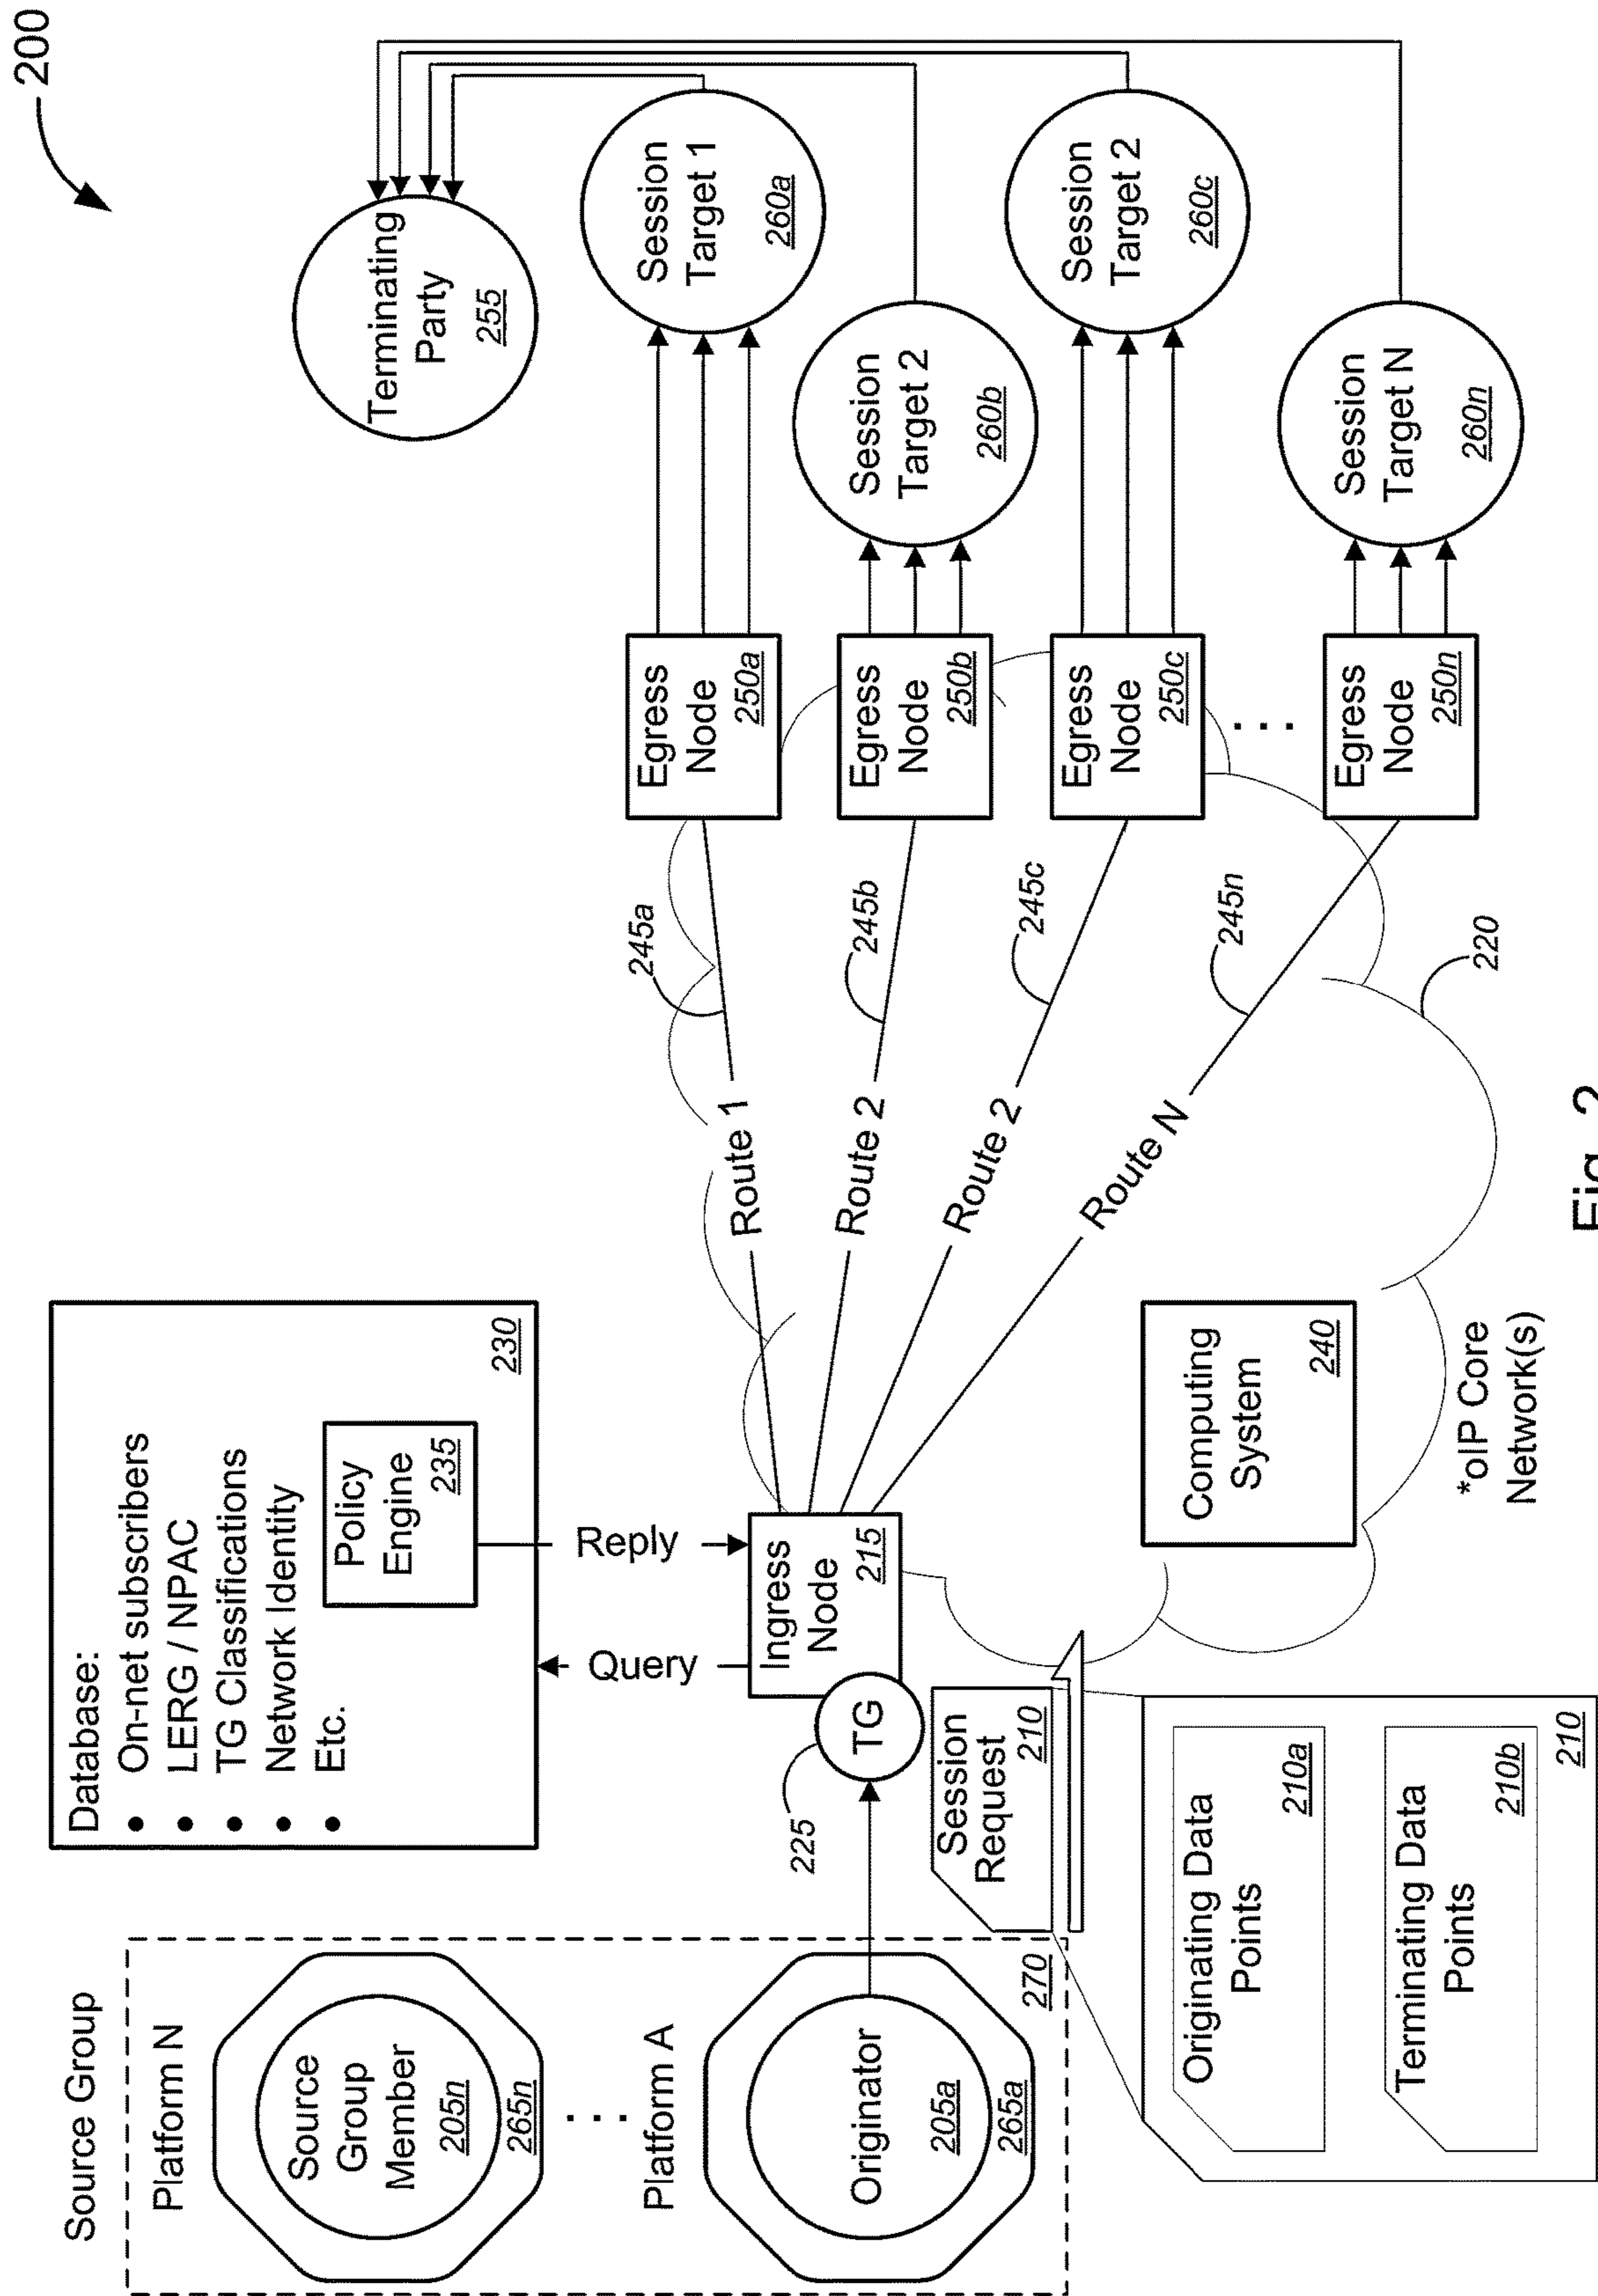 200
Source Group
Platform N
Source
Group
Member
205n
265n
. . .
Platform A
Originator
205a
265a
270
Database:
• On-net subscribers
• LERG / NPAC
• TG Classifications
• Network Identity
• Etc.
Policy
Engine
235
230
Query
Reply
Ingress
Node
215
TG
225
Session
Request
210
Originating Data
Points
210a
Terminating Data
Points
210b
210
Computing
System
240
*oIP Core
Network(s)
220
Route 1
245a
Route 2
245b
Route 2
245c
Route N
245n
Egress
Node
250a
Egress
Node
250b
Egress
Node
250c
. . .
Egress
Node
250n
Terminating
Party
255
Session
Target 1
260a
Session
Target 2
260b
Session
Target 2
260c
Session
Target N
260n
Fig. 2